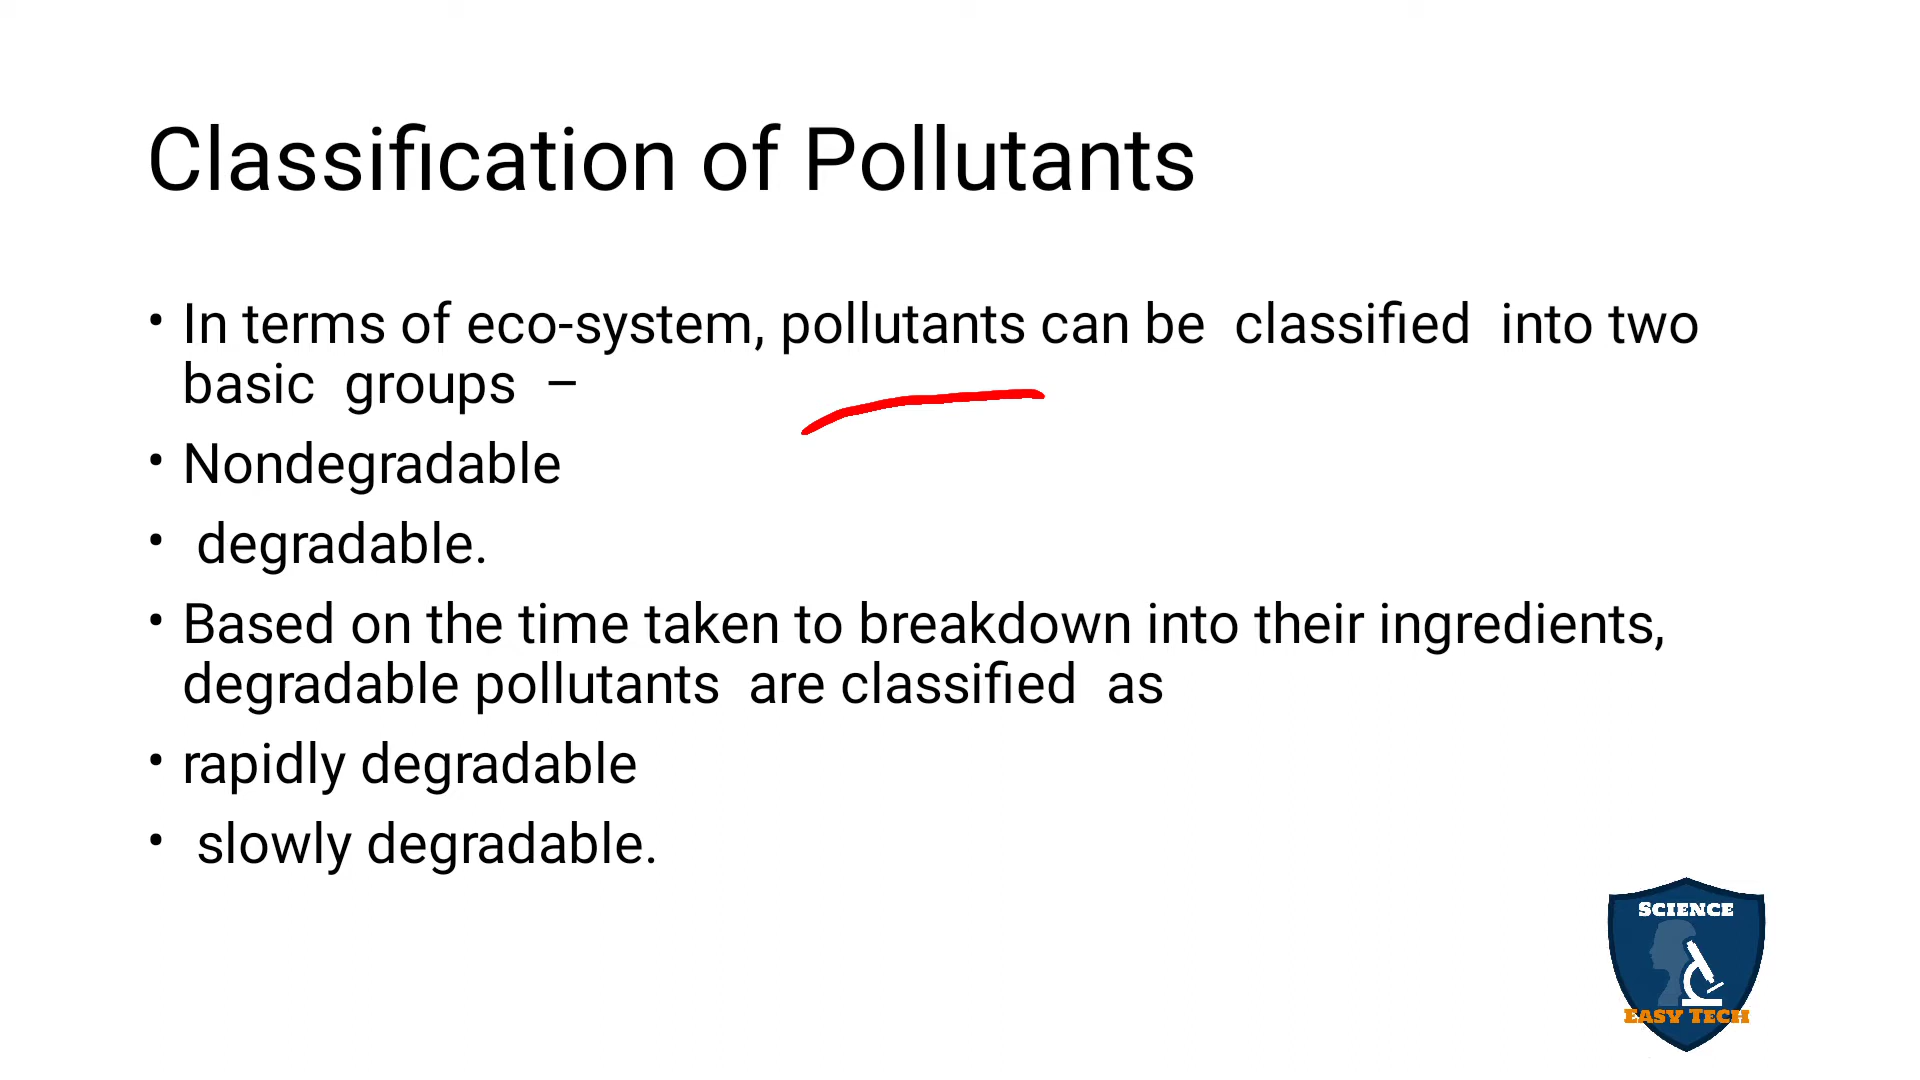 Classification of Pollutants
• In terms of eco-system, pollutants can be classified into two
basic groups –
• Nondegradable
• degradable.
• Based on the time taken to breakdown into their ingredients,
degradable pollutants are classified as
• rapidly degradable
• slowly degradable.
SCIENCE
EASY TECH